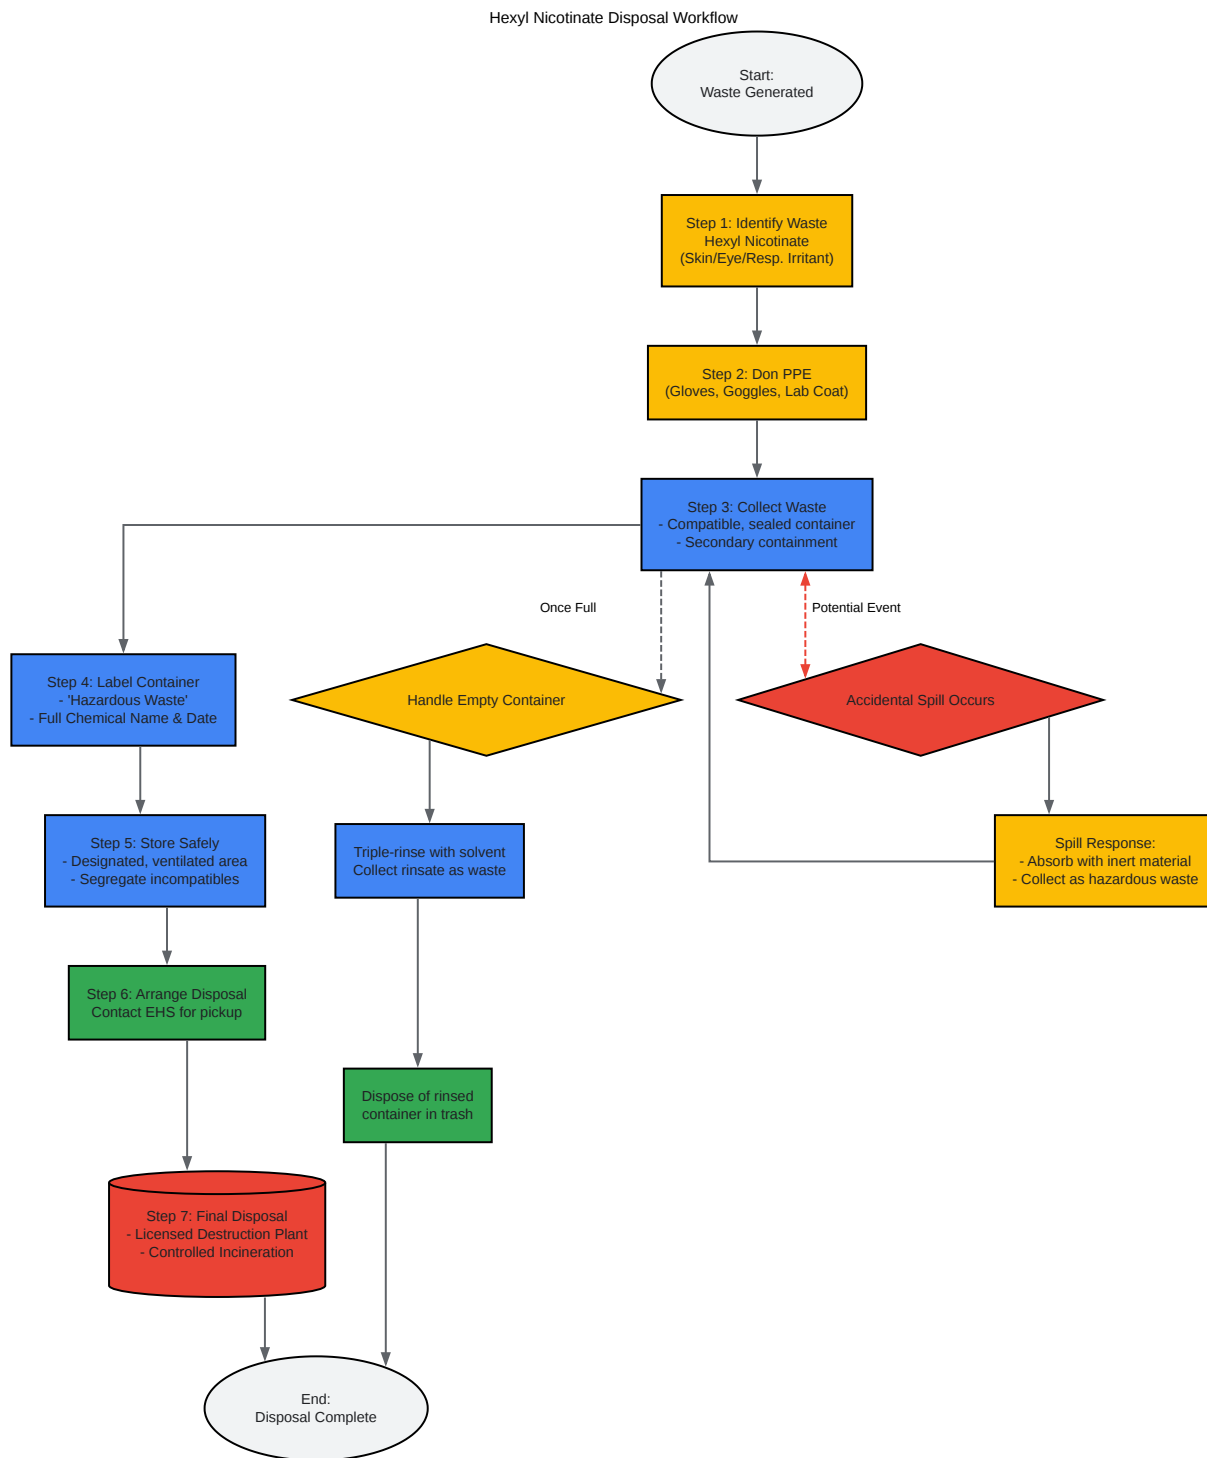 Hexyl Nicotinate Disposal Workflow
Start:
Waste Generated
Step 1: Identify Waste
Hexyl Nicotinate
(Skin/Eye/Resp. Irritant)
Step 2: Don PPE
(Gloves, Goggles, Lab Coat)
Step 3: Collect Waste
- Compatible, sealed container
- Secondary containment
Once Full
Potential Event
Step 4: Label Container
- 'Hazardous Waste'
- Full Chemical Name & Date
Handle Empty Container
Accidental Spill Occurs
Step 5: Store Safely
- Designated, ventilated area
- Segregate incompatibles
Triple-rinse with solvent
Collect rinsate as waste
Spill Response:
- Absorb with inert material
- Collect as hazardous waste
Step 6: Arrange Disposal
Contact EHS for pickup
Dispose of rinsed
container in trash
Step 7: Final Disposal
- Licensed Destruction Plant
- Controlled Incineration
End:
Disposal Complete